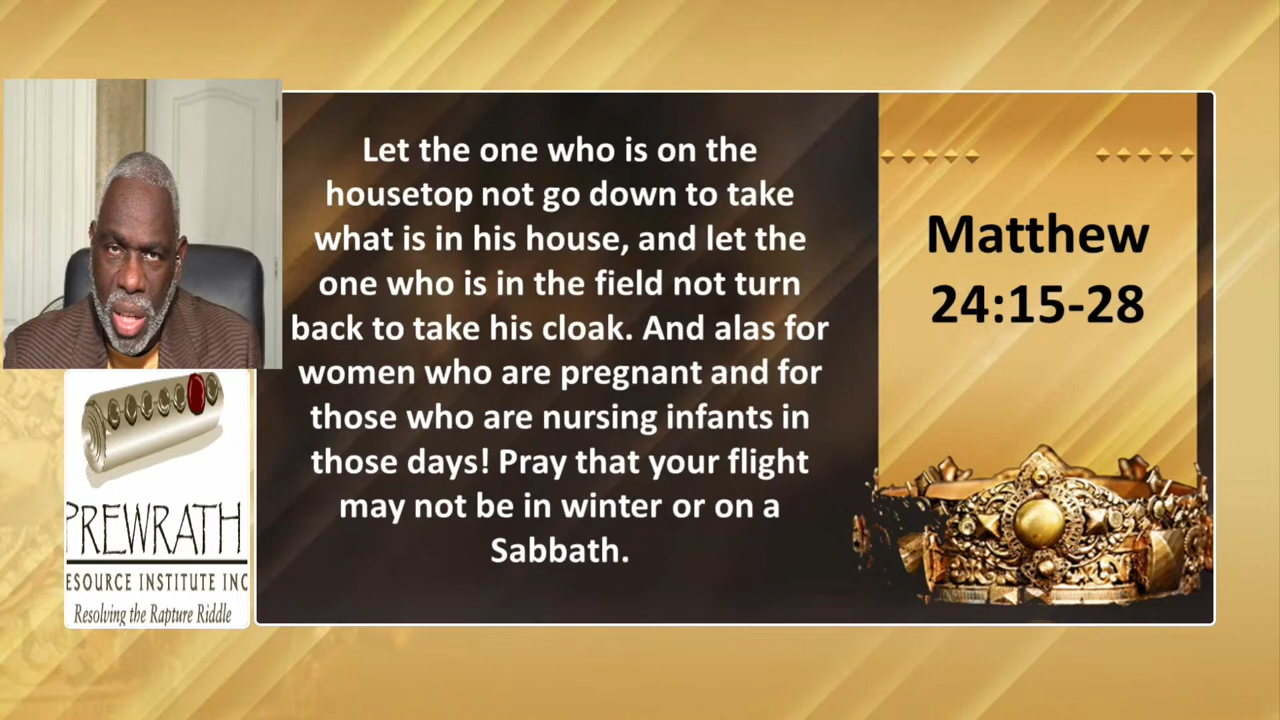 Let the one who is on the
housetop not go down to take
what is in his house, and let the
one who is in the field not turn
back to take his cloak. And alas for
women who are pregnant and for
those who are nursing infants in
those days! Pray that your flight
may not be in winter or on a
Sabbath.
Matthew
24:15-28
PREWRATH
ESOURCE INSTITUTE INC
Resolving the Rapture Riddle